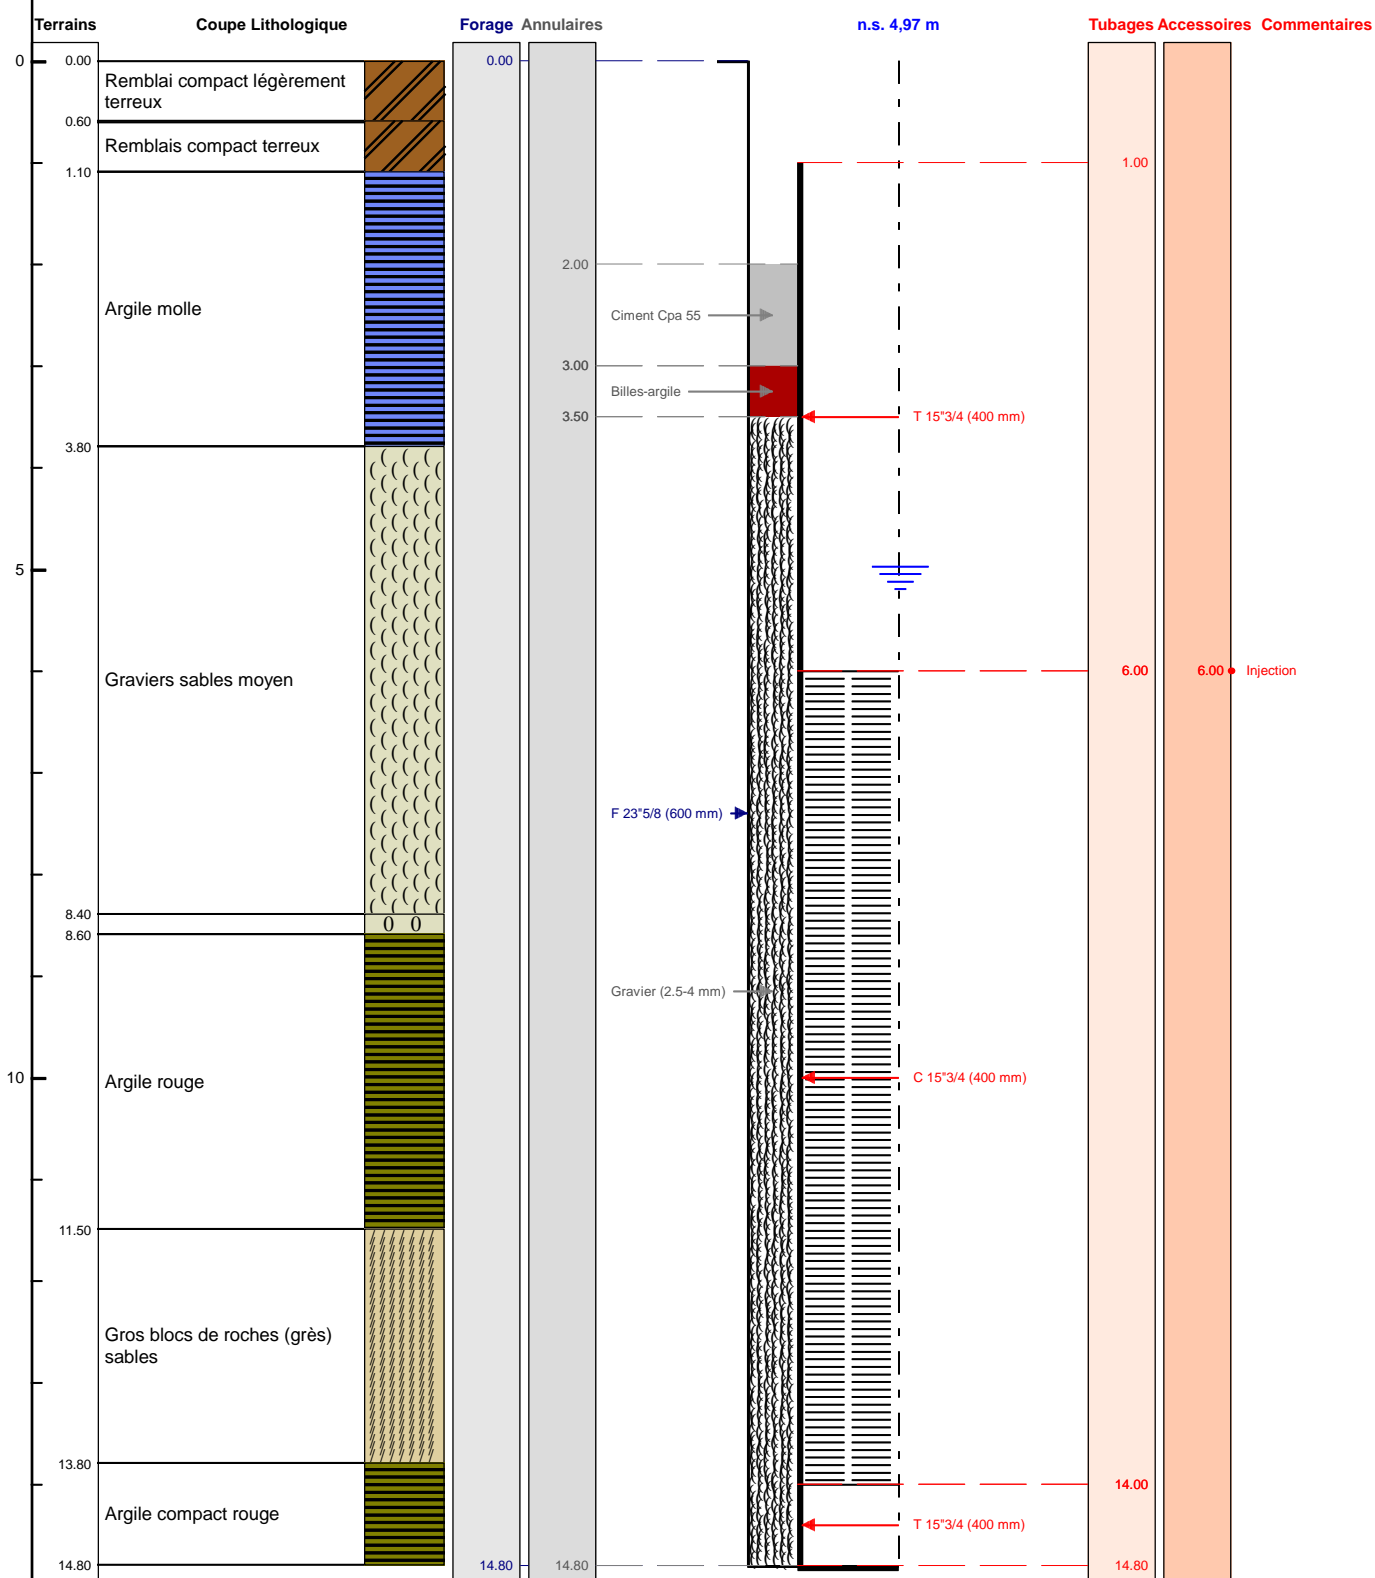 Terrains Coupe Lithologique Forage Annulaires n.s. 4,97 m Tubages Accessoires Commentaires
0 0.00 0.00
Remblai compact légèrement
terreux
0.60
Remblais compact terreux
1.00
1.10
2.00
Argile molle
Ciment Cpa 55
3.00
Billes-argile
3.50 T 15"3/4 (400 mm)
3.80
5
6.00 6.00 Injection
Graviers sables moyen
F 23"5/8 (600 mm)
8.40
0 0
8.60
Gravier (2.5-4 mm)
10 C 15"3/4 (400 mm)
Argile rouge
11.50
Gros blocs de roches (grès)
sables
13.80
14.00
Argile compact rouge
T 15"3/4 (400 mm)
14.80 14.80 14.80 14.80